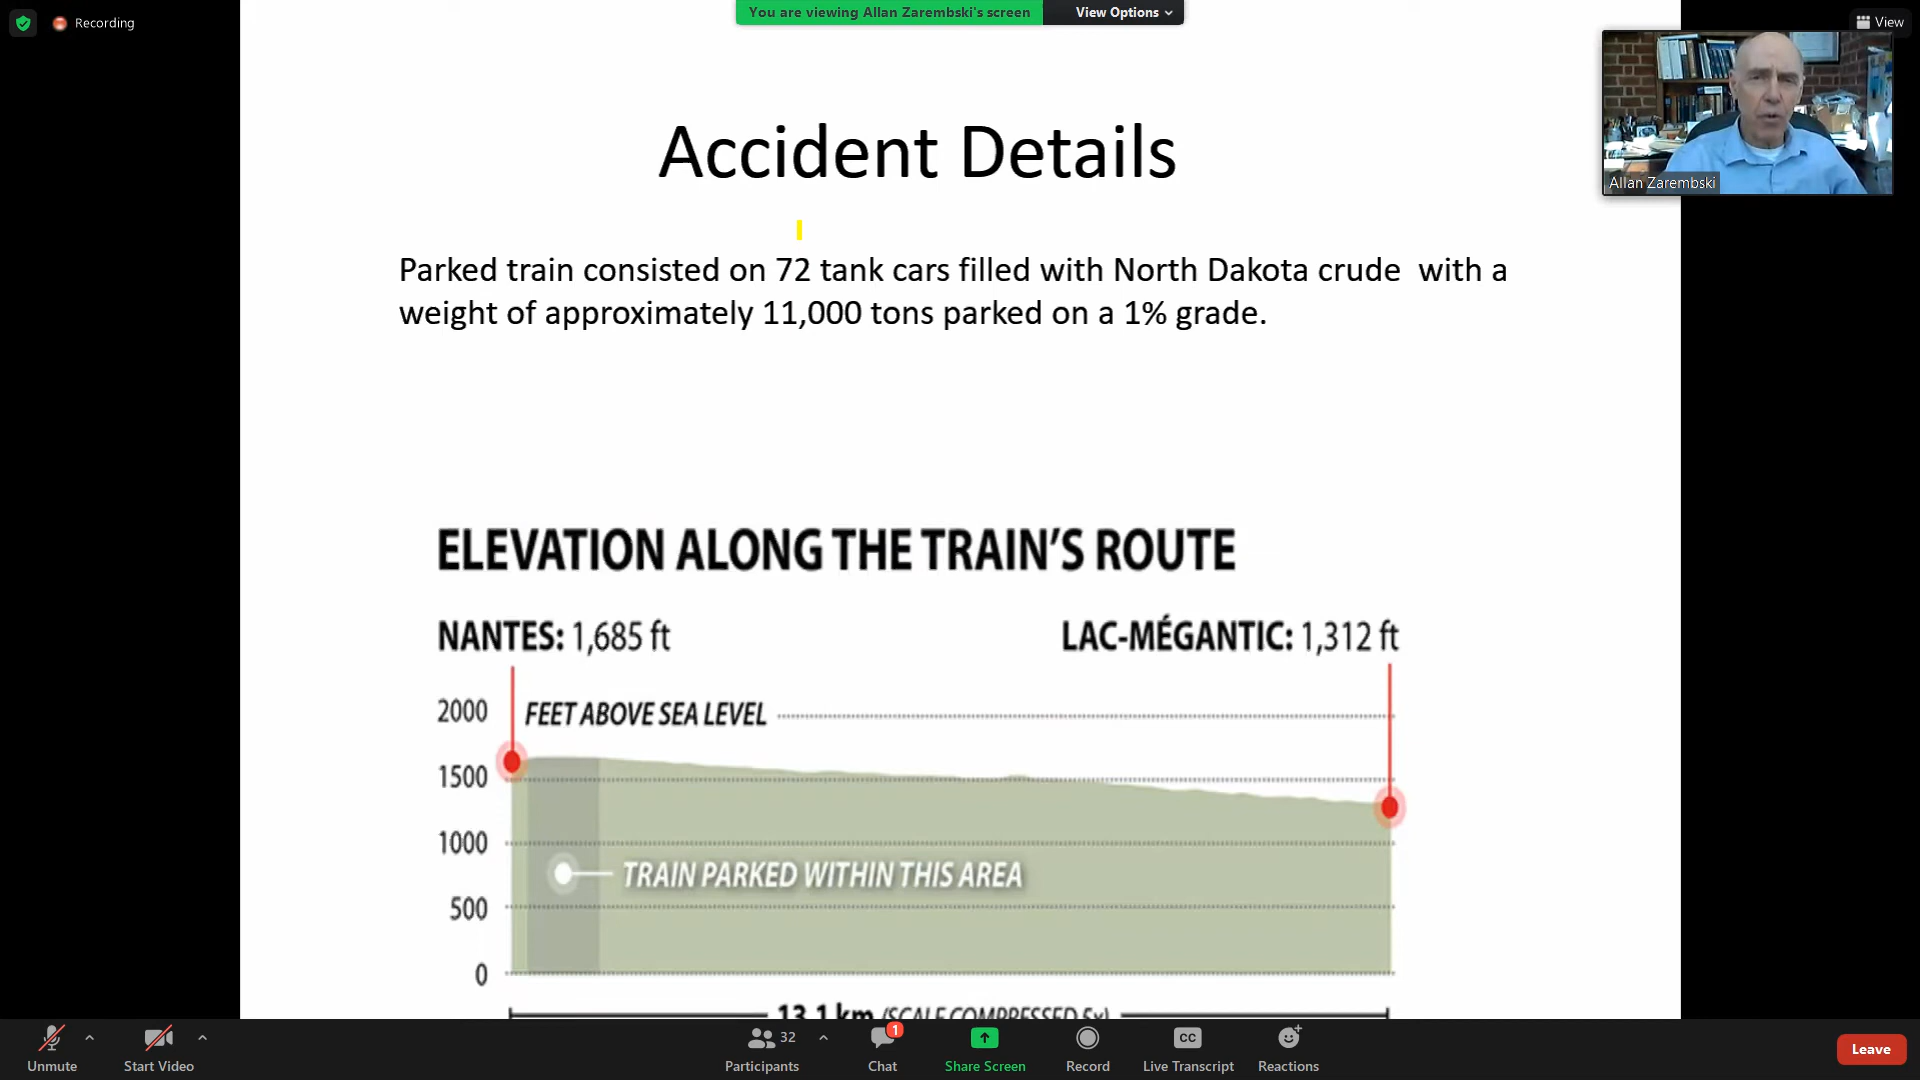 Recording
You are viewing Allan Zarembski's screen
View Options
View
Allan Zarembski
Accident Details
Parked train consisted on 72 tank cars filled with North Dakota crude  with a
weight of approximately 11,000 tons parked on a 1% grade.
ELEVATION ALONG THE TRAIN'S ROUTE
NANTES: 1,685 ft
LAC-MÉGANTIC: 1,312 ft
2000
FEET ABOVE SEA LEVEL
1500
1000
TRAIN PARKED WITHIN THIS AREA
500
0
13.1 km (SCALE COMPRESSED 5x)
Unmute
Start Video
32
Participants
1
Chat
Share Screen
Record
CC
Live Transcript
Reactions
Leave